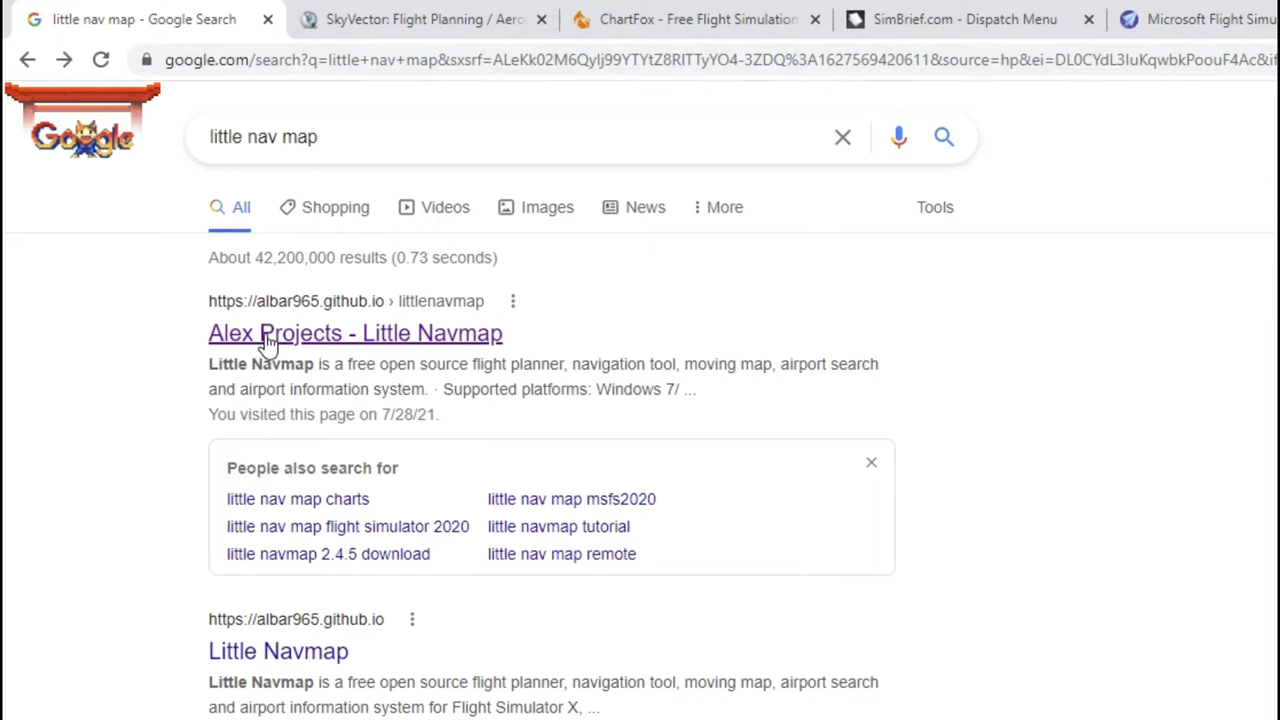 little nav map - Google Search
SkyVector: Flight Planning / Aero
ChartFox - Free Flight Simulation
SimBrief.com - Dispatch Menu
Microsoft Flight Simu
google.com/search?q=little+nav+map&sxsrf=ALeKk02M6Qylj99YTYtZ8RlTTyYO4-3ZDQ%3A1627569420611&source=hp&ei=DL0CYdL3IuKqwbkPoouF4Ac&if
Google
little nav map
All
Shopping
Videos
Images
News
More
Tools
About 42,200,000 results (0.73 seconds)
https://albar965.github.io › littlenavmap
Alex Projects - Little Navmap
Little Navmap is a free open source flight planner, navigation tool, moving map, airport search
and airport information system. · Supported platforms: Windows 7/ ...
You visited this page on 7/28/21.
People also search for
little nav map charts
little nav map msfs2020
little nav map flight simulator 2020
little navmap tutorial
little navmap 2.4.5 download
little nav map remote
https://albar965.github.io
Little Navmap
Little Navmap is a free open source flight planner, navigation tool, moving map, airport search
and airport information system for Flight Simulator X, ...